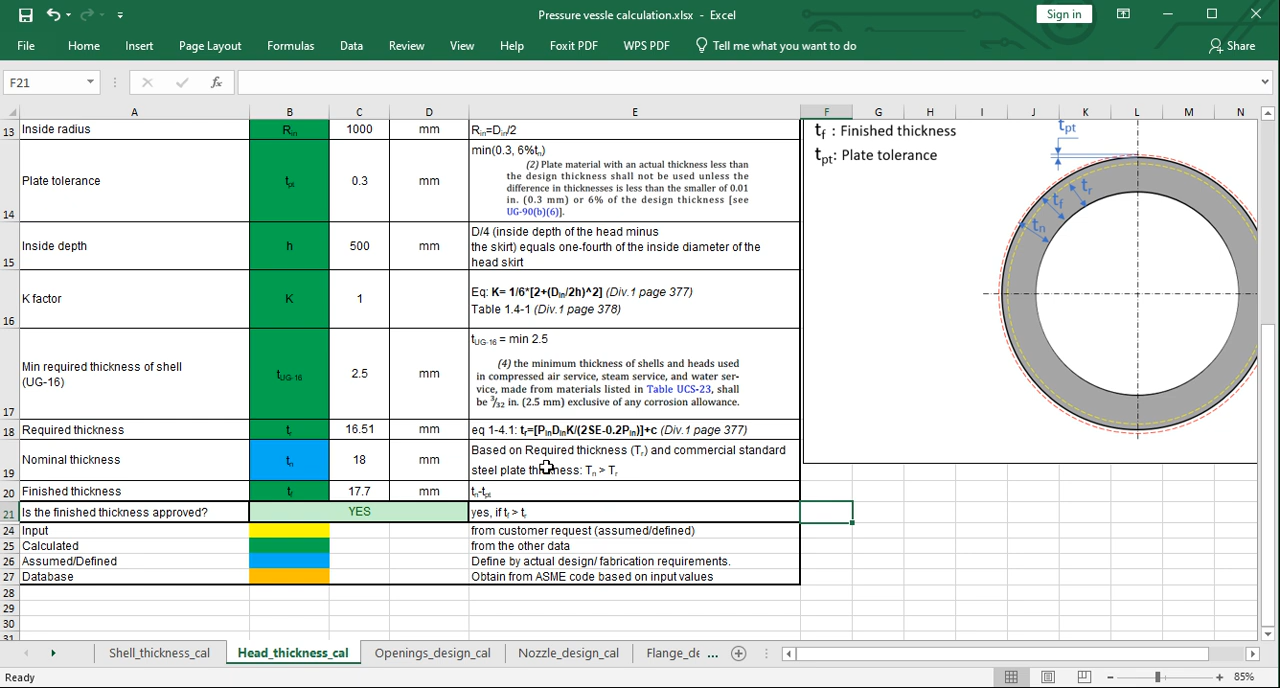 Pressure vessle calculation.xlsx - Excel
Sign in
File Home Insert Page Layout Formulas Data Review View Help Foxit PDF WPS PDF Tell me what you want to do
Share
F21
fx
A B C D E F G H I J K L M N
13 Inside radius Rin 1000 mm Rin=Din/2
14 Plate tolerance tpt 0.3 mm min(0.3, 6%tn)
(2) Plate material with an actual thickness less than
the design thickness shall not be used unless the
difference in thicknesses is less than the smaller of 0.01
in. (0.3 mm) or 6% of the design thickness [see
UG-90(b)(6)].
15 Inside depth h 500 mm D/4 (inside depth of the head minus
the skirt) equals one-fourth of the inside diameter of the
head skirt
16 K factor K 1 Eq: K= 1/6*[2+(Din/2h)^2] (Div.1 page 377)
Table 1.4-1 (Div.1 page 378)
17 Min required thickness of shell
(UG-16) tUG-16 2.5 mm tUG-16 = min 2.5
(4) the minimum thickness of shells and heads used
in compressed air service, steam service, and water ser-
vice, made from materials listed in Table UCS-23, shall
be 3/32 in. (2.5 mm) exclusive of any corrosion allowance.
18 Required thickness tr 16.51 mm eq 1-4.1: tr=[PinDinK/(2SE-0.2Pin)]+c (Div.1 page 377)
19 Nominal thickness tn 18 mm Based on Required thickness (Tr) and commercial standard
steel plate thickness: Tn > Tr
20 Finished thickness tf 17.7 mm tn-tpt
21 Is the finished thickness approved? YES yes, if tf > tr
24 Input from customer request (assumed/defined)
25 Calculated from the other data
26 Assumed/Defined Define by actual design/ fabrication requirements.
27 Database Obtain from ASME code based on input values
28
29
30
31
tf : Finished thickness
tpt: Plate tolerance
tpt
tr
tf
tn
Shell_thickness_cal Head_thickness_cal Openings_design_cal Nozzle_design_cal Flange_de ...
Ready
85%